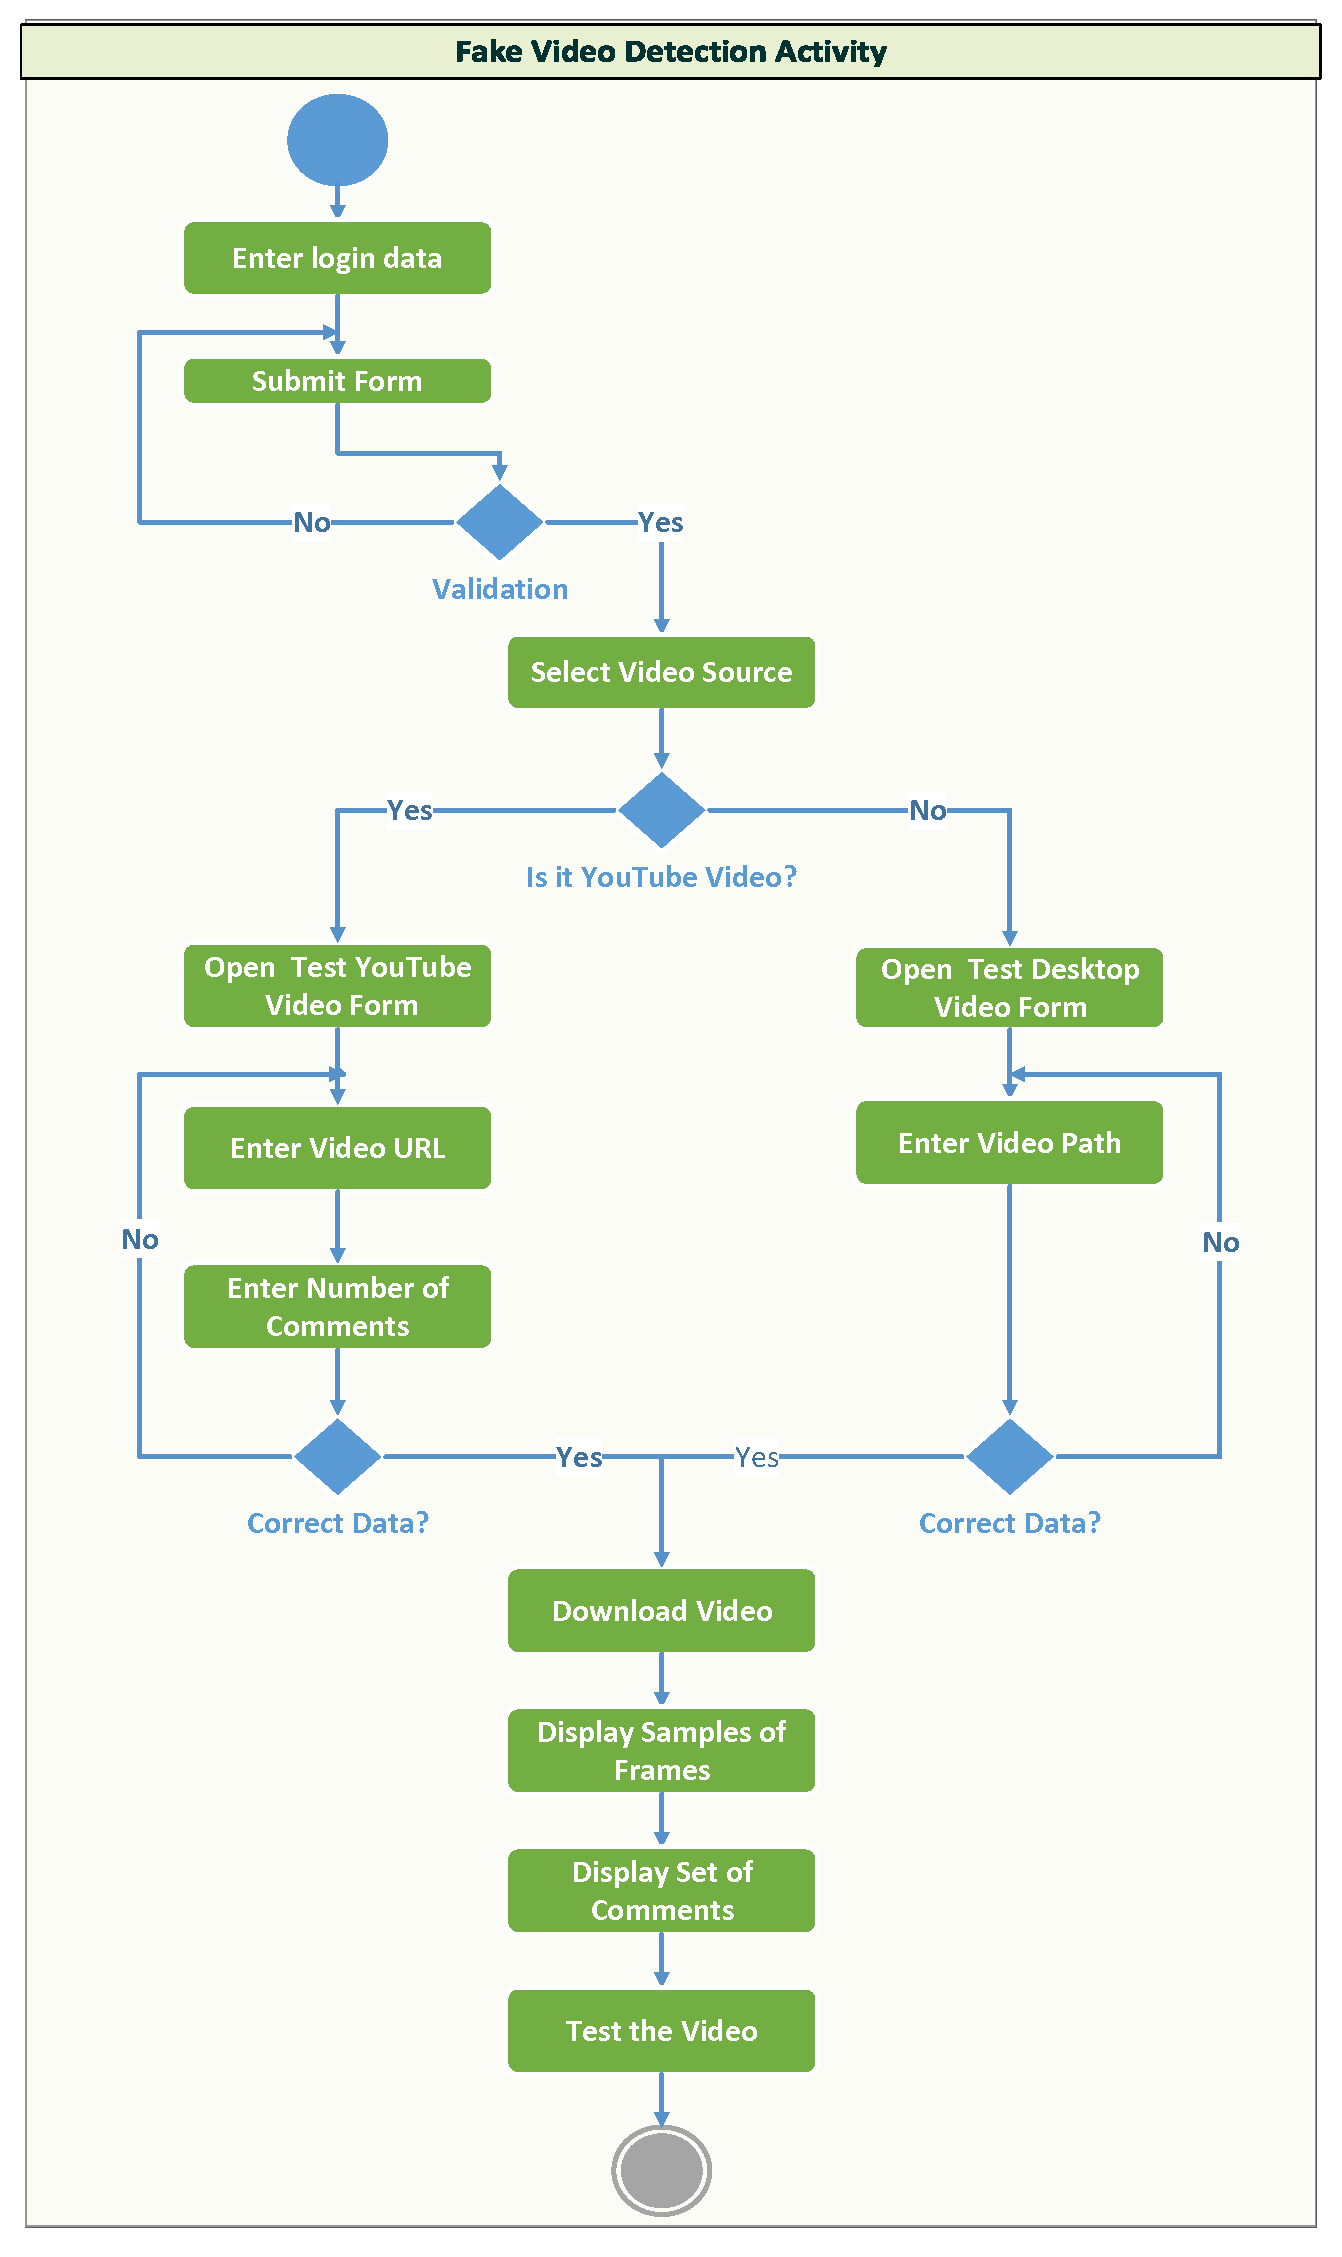 Fake Video Detection Activity
Enter login data
Submit Form
No
Yes
Validation
Select Video Source
Yes
No
Is it YouTube Video?
Open  Test YouTube
Video Form
Open  Test Desktop
Video Form
Enter Video URL
Enter Video Path
No
No
Enter Number of
Comments
Yes
Yes
Correct Data?
Correct Data?
Download Video
Display Samples of
Frames
Display Set of
Comments
Test the Video